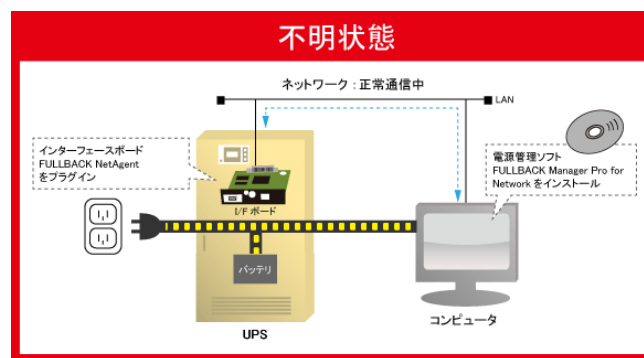 不明状態
ネットワーク：正常通信中
LAN
インターフェースボード
FULLBACK NetAgent
をプラグイン
電源管理ソフト
FULLBACK Manager Pro for
Network をインストール
I/F ボード
バッテリ
コンピュータ
UPS